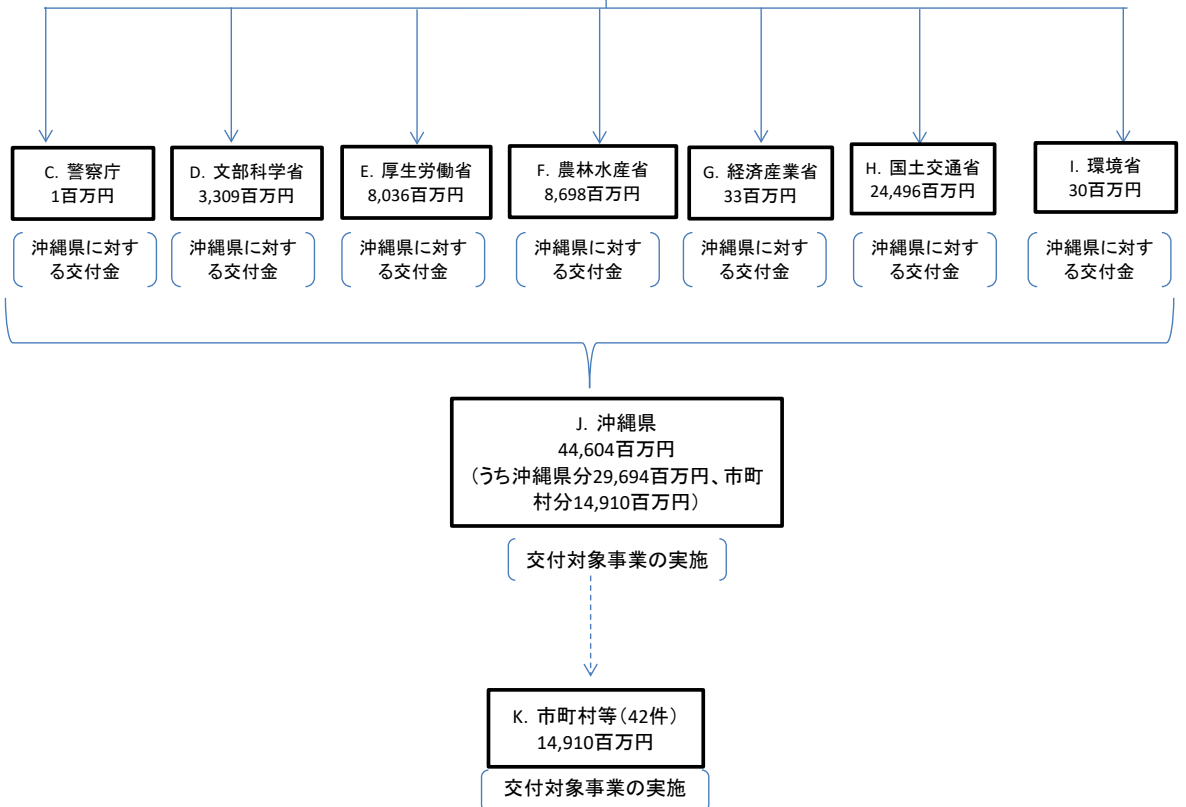 C. 警察庁
1百万円
D. 文部科学省
3,309百万円
E. 厚生労働省
8,036百万円
F. 農林水産省
8,698百万円
G. 経済産業省
33百万円
H. 国土交通省
24,496百万円
I. 環境省
30百万円
沖縄県に対す
る交付金
沖縄県に対す
る交付金
沖縄県に対す
る交付金
沖縄県に対す
る交付金
沖縄県に対す
る交付金
沖縄県に対す
る交付金
沖縄県に対す
る交付金
J. 沖縄県
44,604百万円
(うち沖縄県分29,694百万円、市町
村分14,910百万円)
交付対象事業の実施
K. 市町村等(42件)
14,910百万円
交付対象事業の実施